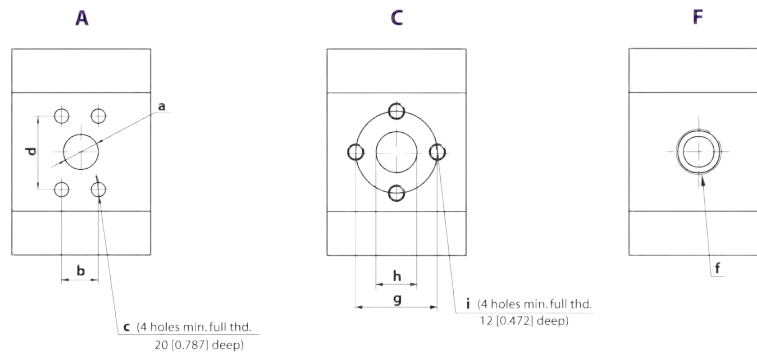 A
C
F
a
d
b
c (4 holes min. full thd.
20 [0.787] deep)
h
g
i (4 holes min. full thd.
12 [0.472] deep)
f